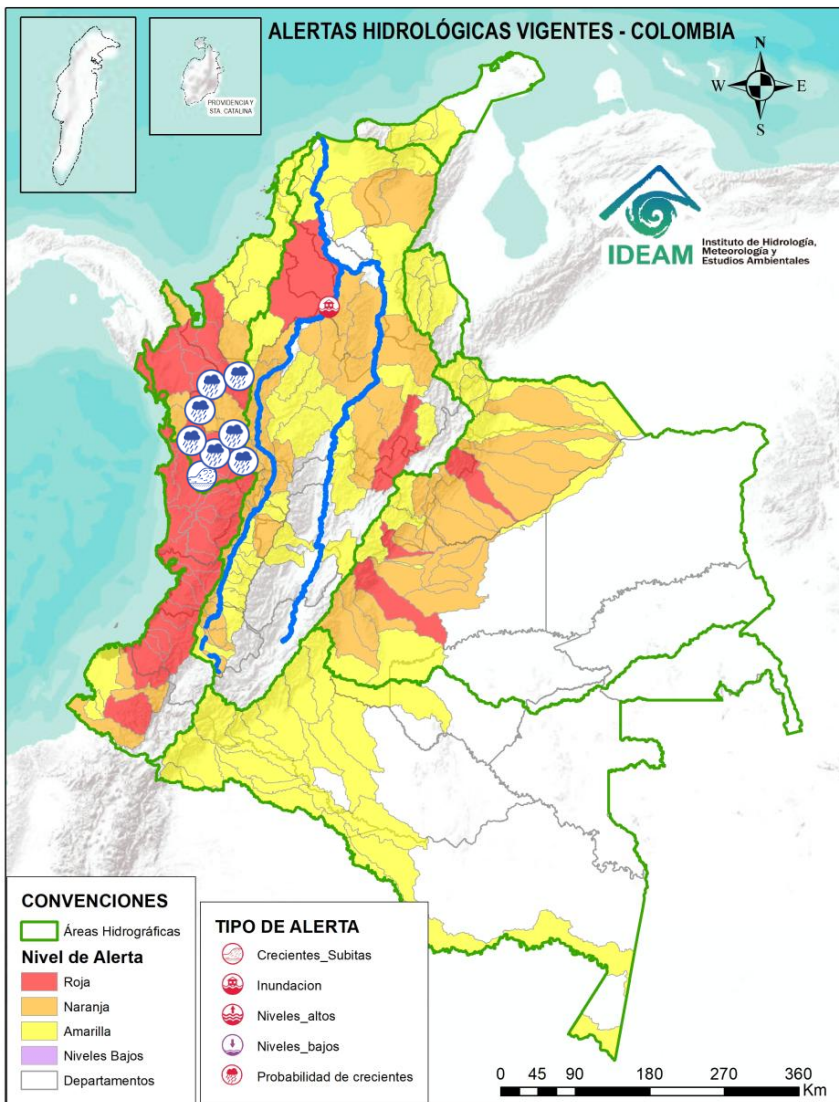 ALERTAS HIDROLÓGICAS VIGENTES - COLOMBIA
PROVIDENCIA Y
STA. CATALINA
N
W E
S
IDEAM
Instituto de Hidrología,
Meteorología y
Estudios Ambientales
CONVENCIONES
Áreas Hidrográficas
Nivel de Alerta
Roja
Naranja
Amarilla
Niveles Bajos
Departamentos
TIPO DE ALERTA
Crecientes_Subitas
Inundacion
Niveles_altos
Niveles_bajos
Probabilidad de crecientes
0 45 90 180 270 360
Km